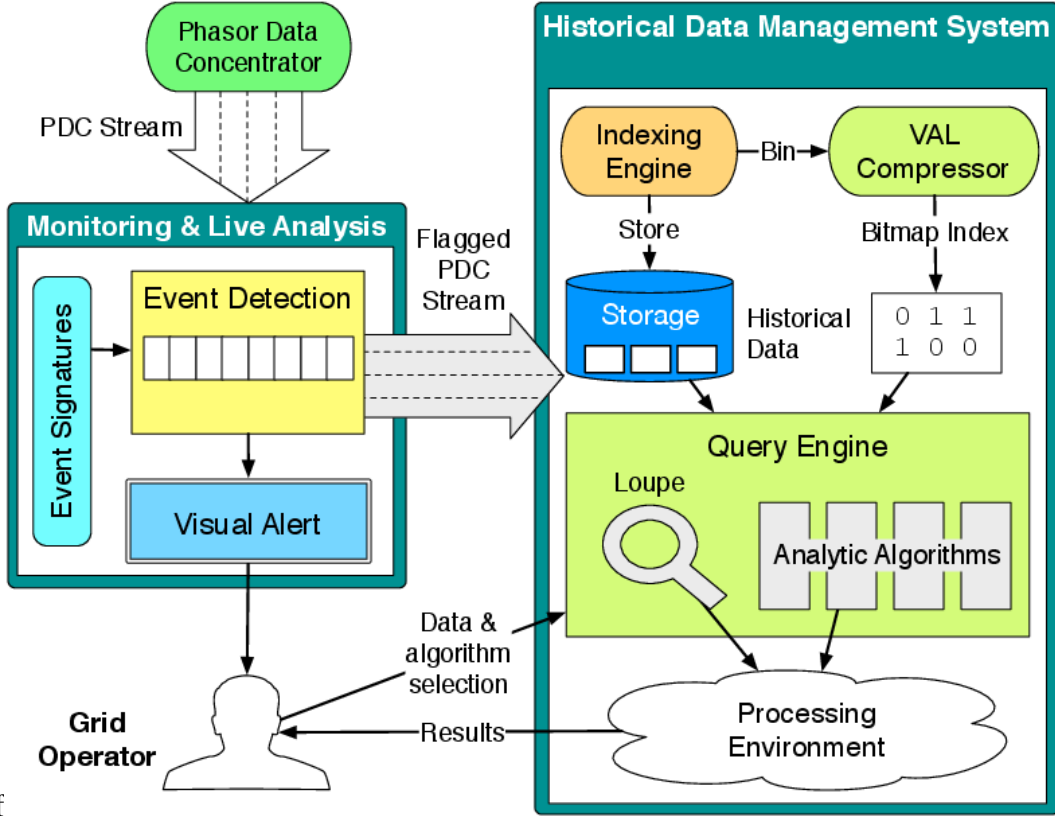 Phasor Data
Concentrator
PDC Stream
Monitoring & Live Analysis
Event Signatures
Event Detection
Visual Alert
Flagged
PDC
Stream
Historical Data Management System
Indexing
Engine
Bin
VAL
Compressor
Store
Bitmap Index
Storage
Historical
Data
0 1 1
1 0 0
Query Engine
Loupe
Analytic Algorithms
Data &
algorithm
selection
Grid
Operator
Results
Processing
Environment
f